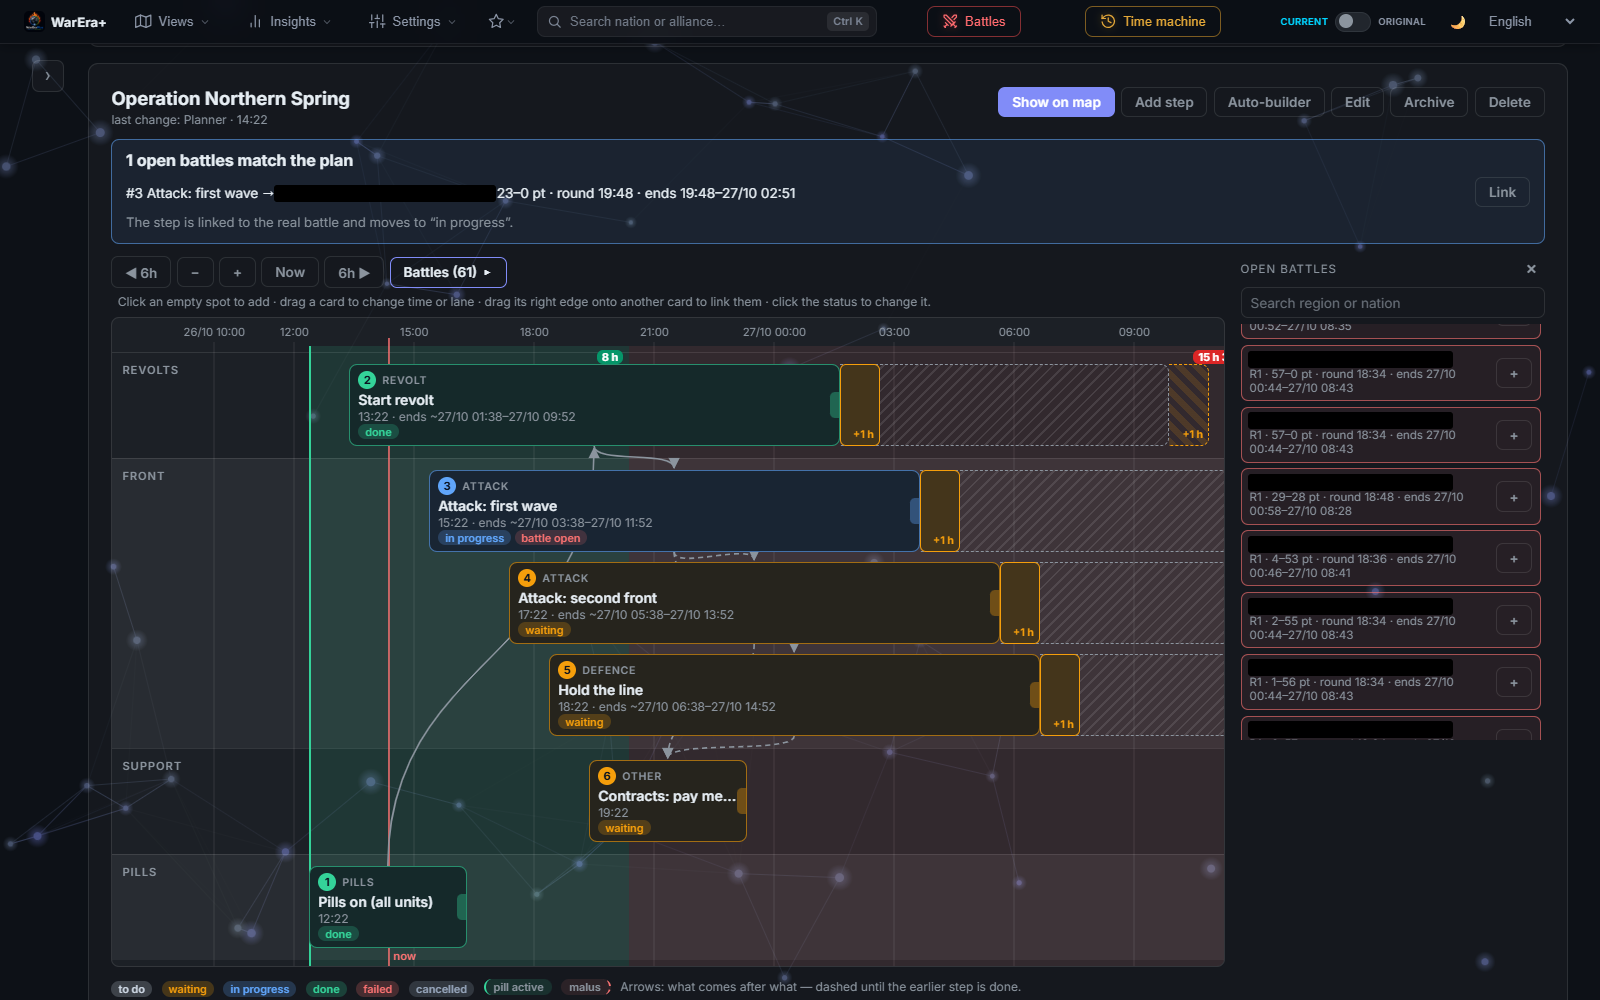 WarEra+
Views
Insights
Settings
Search nation or alliance...
Ctrl K
Battles
Time machine
CURRENT
ORIGINAL
English
Operation Northern Spring
last change: Planner · 14:22
Show on map
Add step
Auto-builder
Edit
Archive
Delete
1 open battles match the plan
#3 Attack: first wave →
23–0 pt · round 19:48 · ends 19:48–27/10 02:51
Link
The step is linked to the real battle and moves to “in progress”.
◀ 6h
−
+
Now
6h ▶
Battles (61) ▸
Click an empty spot to add · drag a card to change time or lane · drag its right edge onto another card to link them · click the status to change it.
OPEN BATTLES
✕
Search region or nation
26/10 10:00
12:00
15:00
18:00
21:00
27/10 00:00
03:00
06:00
09:00
8 h
REVOLTS
2 REVOLT
Start revolt
13:22 · ends ~27/10 01:38–27/10 09:52
done
+1 h
+1 h
FRONT
3 ATTACK
Attack: first wave
15:22 · ends ~27/10 03:38–27/10 11:52
in progress
battle open
+1 h
4 ATTACK
Attack: second front
17:22 · ends ~27/10 05:38–27/10 13:52
waiting
+1 h
5 DEFENCE
Hold the line
18:22 · ends ~27/10 06:38–27/10 14:52
waiting
+1 h
SUPPORT
6 OTHER
Contracts: pay me...
19:22
waiting
PILLS
1 PILLS
Pills on (all units)
12:22
done
now
00:52–27/10 08:35
R1 · 57–0 pt · round 18:34 · ends 27/10
00:44–27/10 08:43
+
R1 · 57–0 pt · round 18:34 · ends 27/10
00:44–27/10 08:43
+
R1 · 29–28 pt · round 18:48 · ends 27/10
00:58–27/10 08:28
+
R1 · 4–53 pt · round 18:36 · ends 27/10
00:46–27/10 08:41
+
R1 · 2–55 pt · round 18:34 · ends 27/10
00:44–27/10 08:43
+
R1 · 1–56 pt · round 18:34 · ends 27/10
00:44–27/10 08:43
+
to do
waiting
in progress
done
failed
cancelled
pill active
malus
Arrows: what comes after what — dashed until the earlier step is done.